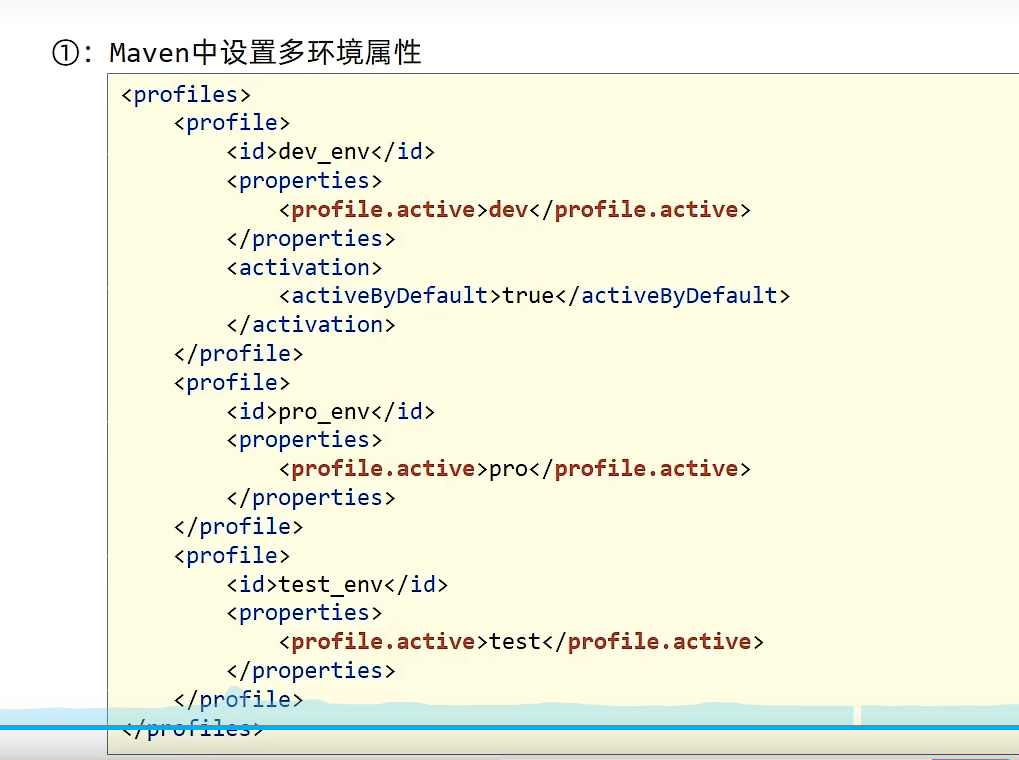 ①：Maven中设置多环境属性
<profiles>
    <profile>
        <id>dev_env</id>
        <properties>
            <profile.active>dev</profile.active>
        </properties>
        <activation>
            <activeByDefault>true</activeByDefault>
        </activation>
    </profile>
    <profile>
        <id>pro_env</id>
        <properties>
            <profile.active>pro</profile.active>
        </properties>
    </profile>
    <profile>
        <id>test_env</id>
        <properties>
            <profile.active>test</profile.active>
        </properties>
    </profile>
</profiles>